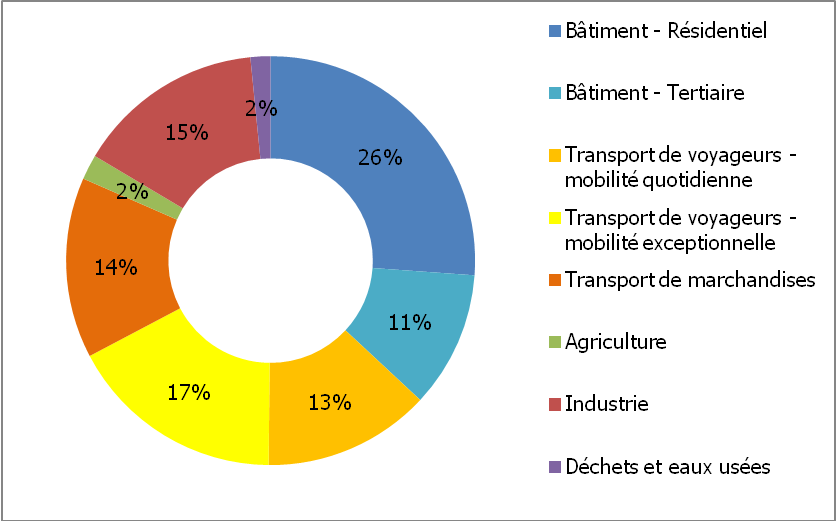 Bâtiment - Résidentiel
Bâtiment - Tertiaire
Transport de voyageurs -
mobilité quotidienne
Transport de voyageurs -
mobilité exceptionnelle
Transport de marchandises
Agriculture
Industrie
Déchets et eaux usées
26%
11%
13%
17%
14%
2%
15%
2%